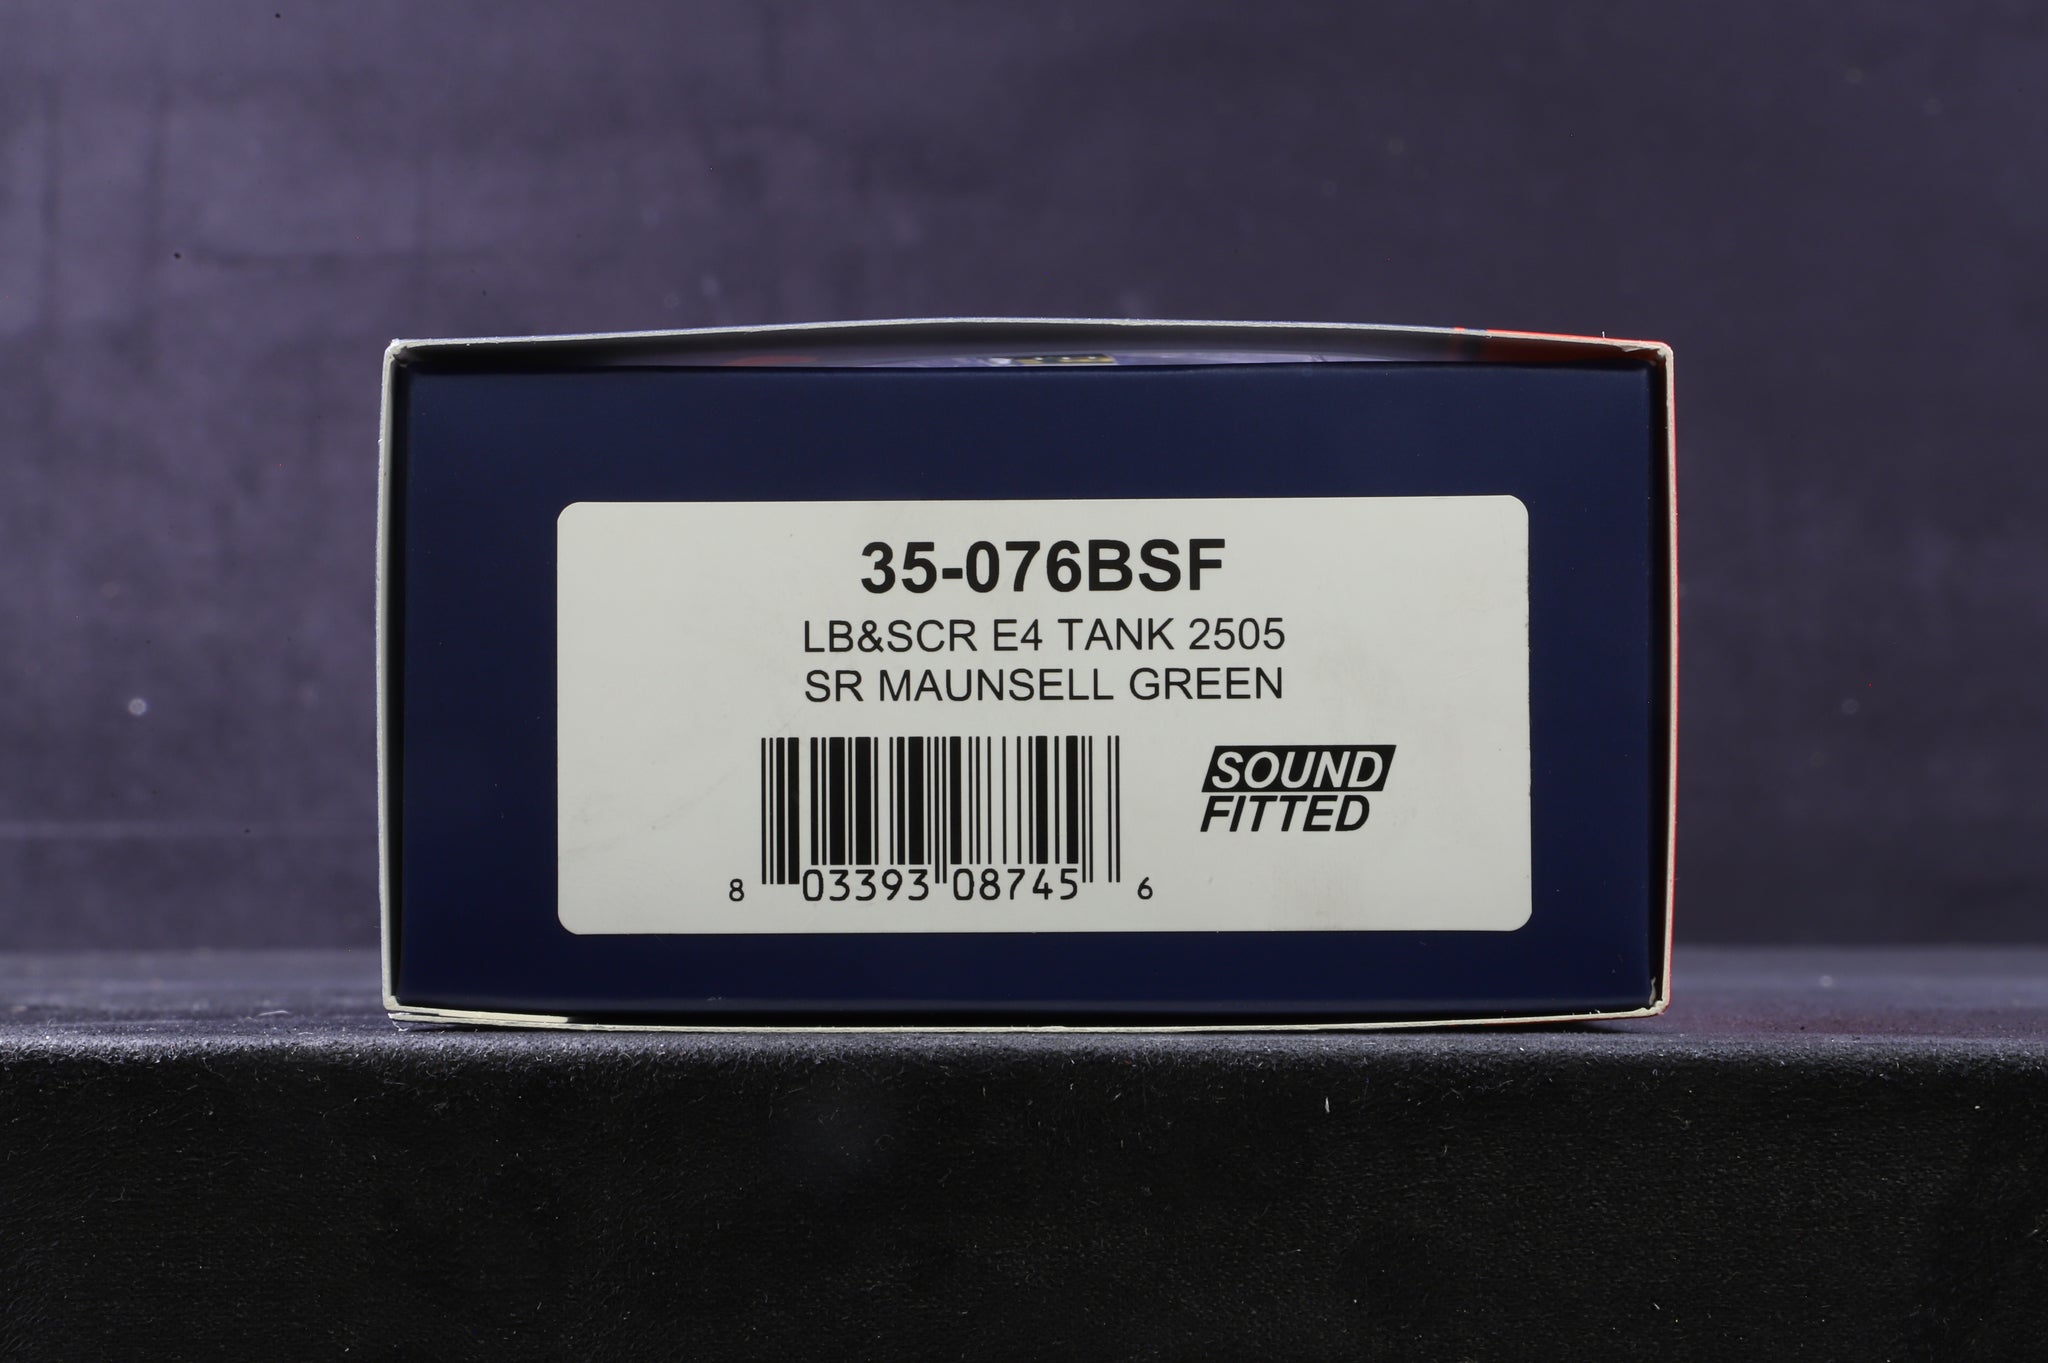 35-076BSF
LB&SCR E4 TANK 2505
SR MAUNSELL GREEN
SOUND
FITTED
8 03393 08745 6